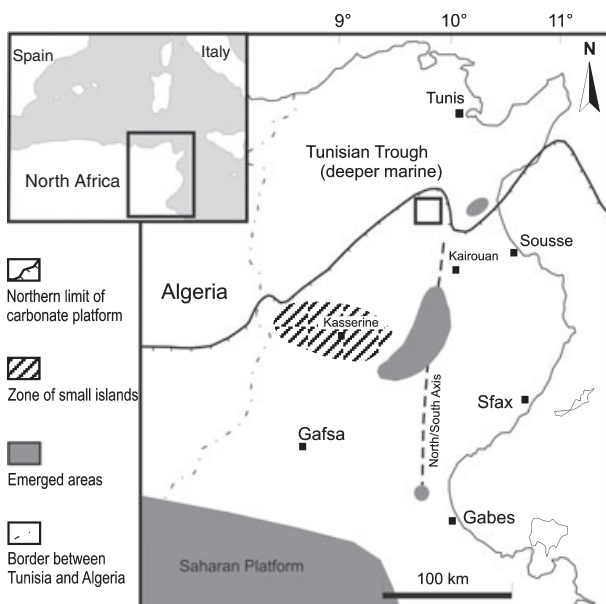 9° 10° 11°
N
Spain
Italy
North Africa
Tunis
Tunisian Trough
(deeper marine)
Sousse
Kairouan
Algeria
Kasserine
Northern limit of
carbonate platform
Zone of small islands
Sfax
North/South Axis
Gafsa
Emerged areas
Gabes
Saharan Platform
100 km
Border between
Tunisia and Algeria